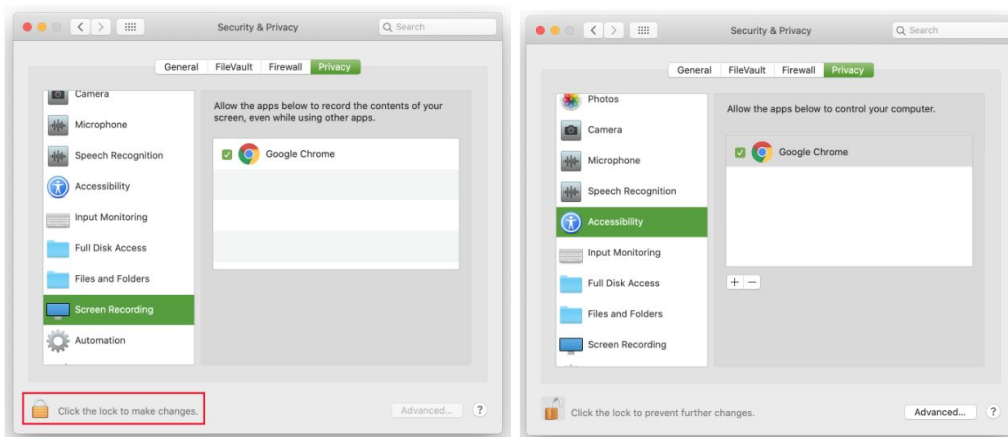 Security & Privacy
Search
General FileVault Firewall Privacy
Camera
Microphone
Speech Recognition
Accessibility
Input Monitoring
Full Disk Access
Files and Folders
Screen Recording
Automation
Allow the apps below to record the contents of your
screen, even while using other apps.
Google Chrome
Click the lock to make changes.
Advanced... ?
Security & Privacy
Search
General FileVault Firewall Privacy
Photos
Camera
Microphone
Speech Recognition
Accessibility
Input Monitoring
Full Disk Access
Files and Folders
Screen Recording
Allow the apps below to control your computer.
Google Chrome
+ −
Click the lock to prevent further changes.
Advanced... ?